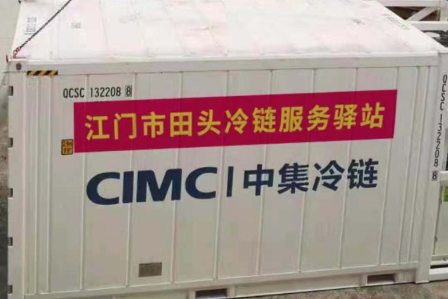 QCSC 132208 8
江门市田头冷链服务驿站
CIMC | 中集冷链